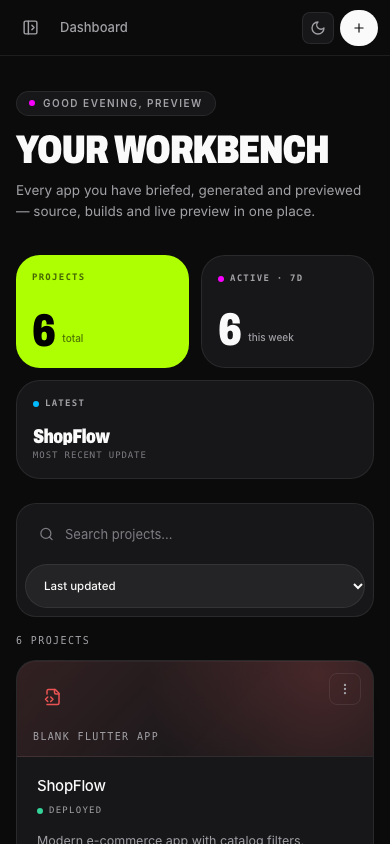 Dashboard
GOOD EVENING, PREVIEW
YOUR WORKBENCH
Every app you have briefed, generated and previewed
— source, builds and live preview in one place.
PROJECTS
6 total
ACTIVE · 7D
6 this week
LATEST
ShopFlow
MOST RECENT UPDATE
Search projects...
Last updated
6 PROJECTS
BLANK FLUTTER APP
ShopFlow
DEPLOYED
Modern e-commerce app with catalog filters